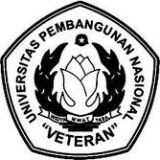 UNIVERSITAS PEMBANGUNAN NASIONAL
"VETERAN"